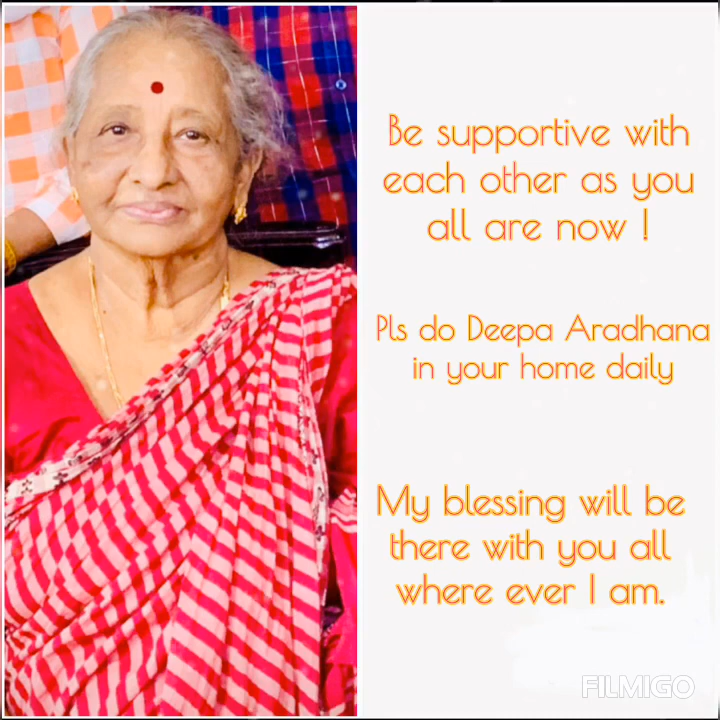 Be supportive with
each other as you
all are now !
Pls do Deepa Aradhana
in your home daily
My blessing will be
there with you all
where ever I am.
FILMIGO